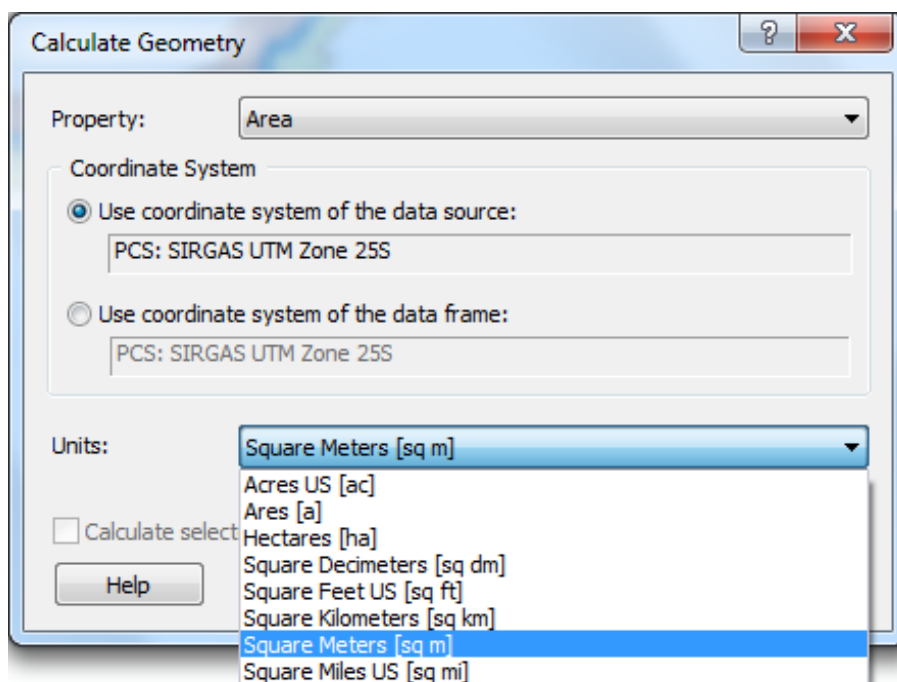 Calculate Geometry
?
Property: Area
Coordinate System
Use coordinate system of the data source:
PCS: SIRGAS UTM Zone 25S
Use coordinate system of the data frame:
PCS: SIRGAS UTM Zone 25S
Units: Square Meters [sq m]
Acres US [ac]
Ares [a]
Hectares [ha]
Calculate select
Square Decimeters [sq dm]
Square Feet US [sq ft]
Help
Square Kilometers [sq km]
Square Meters [sq m]
Square Miles US [sq mi]